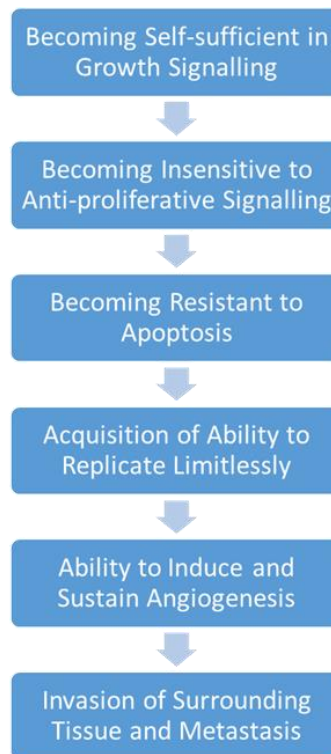 Becoming Self-sufficient in
Growth Signalling
Becoming Insensitive to
Anti-proliferative Signalling
Becoming Resistant to
Apoptosis
Acquisition of Ability to
Replicate Limitlessly
Ability to Induce and
Sustain Angiogenesis
Invasion of Surrounding
Tissue and Metastasis